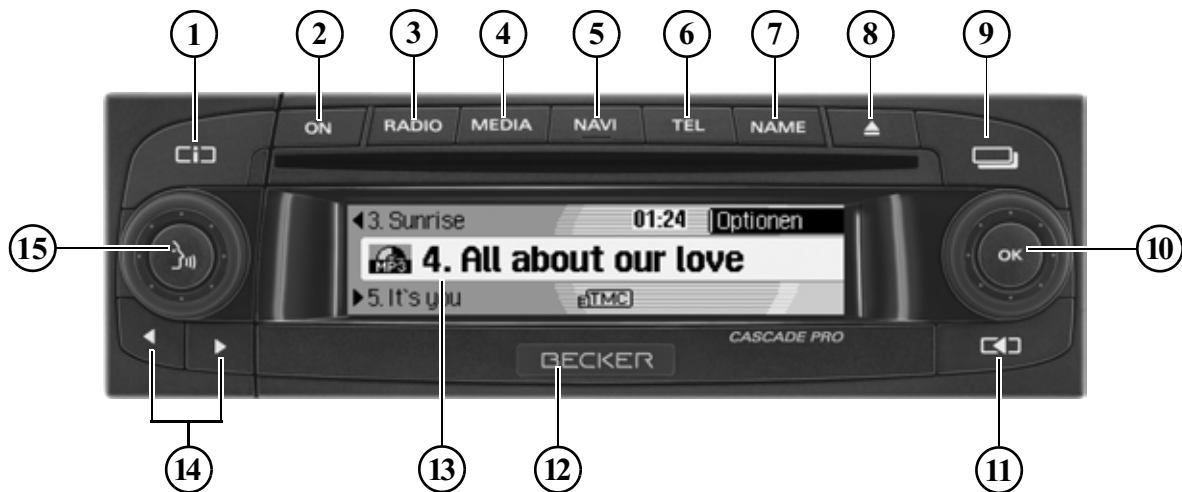 1 2 3 4 5 6 7 8 9
ON RADIO MEDIA NAVI TEL NAME
i
3. Sunrise 01:24 Optionen
15 MP3 4. All about our love OK 10
5. It`s you TMC
CASCADE PRO
BECKER
14 13 12 11